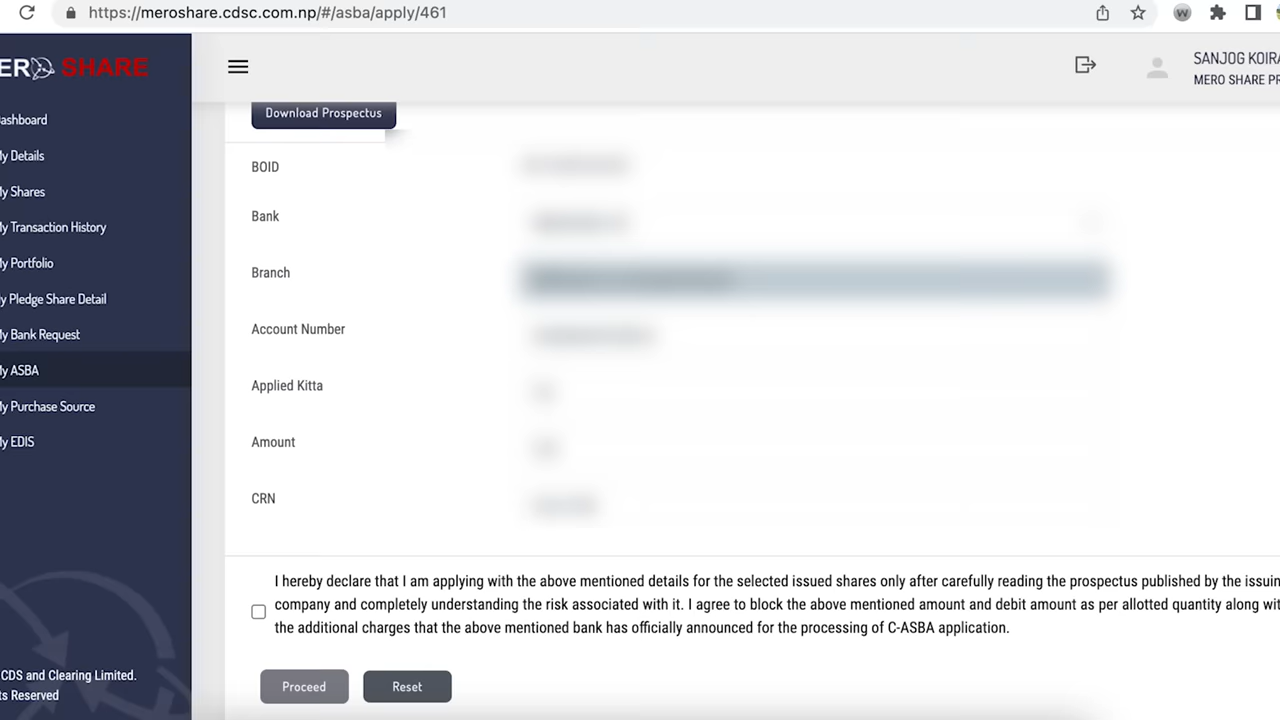 https://meroshare.cdsc.com.np/#/asba/apply/461
ER SHARE
SANJOG KOIRA
MERO SHARE PR
ashboard
y Details
y Shares
y Transaction History
y Portfolio
y Pledge Share Detail
y Bank Request
y ASBA
y Purchase Source
y EDIS
CDS and Clearing Limited.
ts Reserved
Download Prospectus
BOID
Bank
Branch
Account Number
Applied Kitta
Amount
CRN
I hereby declare that I am applying with the above mentioned details for the selected issued shares only after carefully reading the prospectus published by the issuin
company and completely understanding the risk associated with it. I agree to block the above mentioned amount and debit amount as per allotted quantity along wit
the additional charges that the above mentioned bank has officially announced for the processing of C-ASBA application.
Proceed Reset